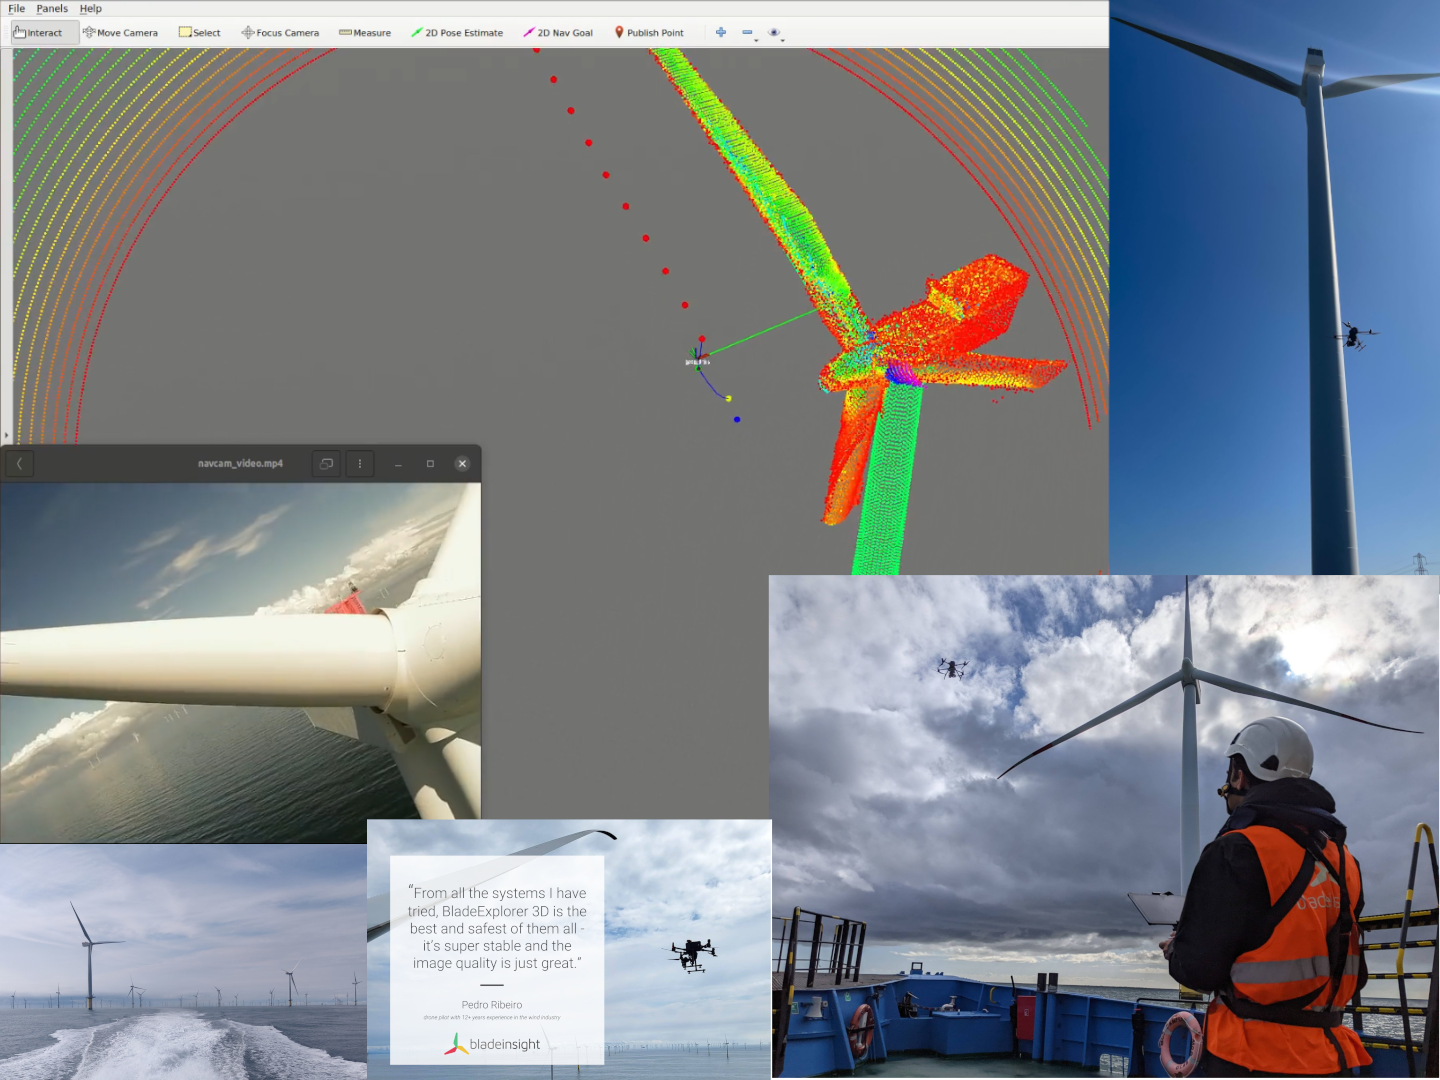 File Panels Help
Interact Move Camera Select Focus Camera Measure 2D Pose Estimate 2D Nav Goal Publish Point
navcam_video.mp4
“From all the systems I have
tried, BladeExplorer 3D is the
best and safest of them all -
it's super stable and the
image quality is just great.”
Pedro Ribeiro
drone pilot with 10+ years experience in the wind industry
bladeinsight